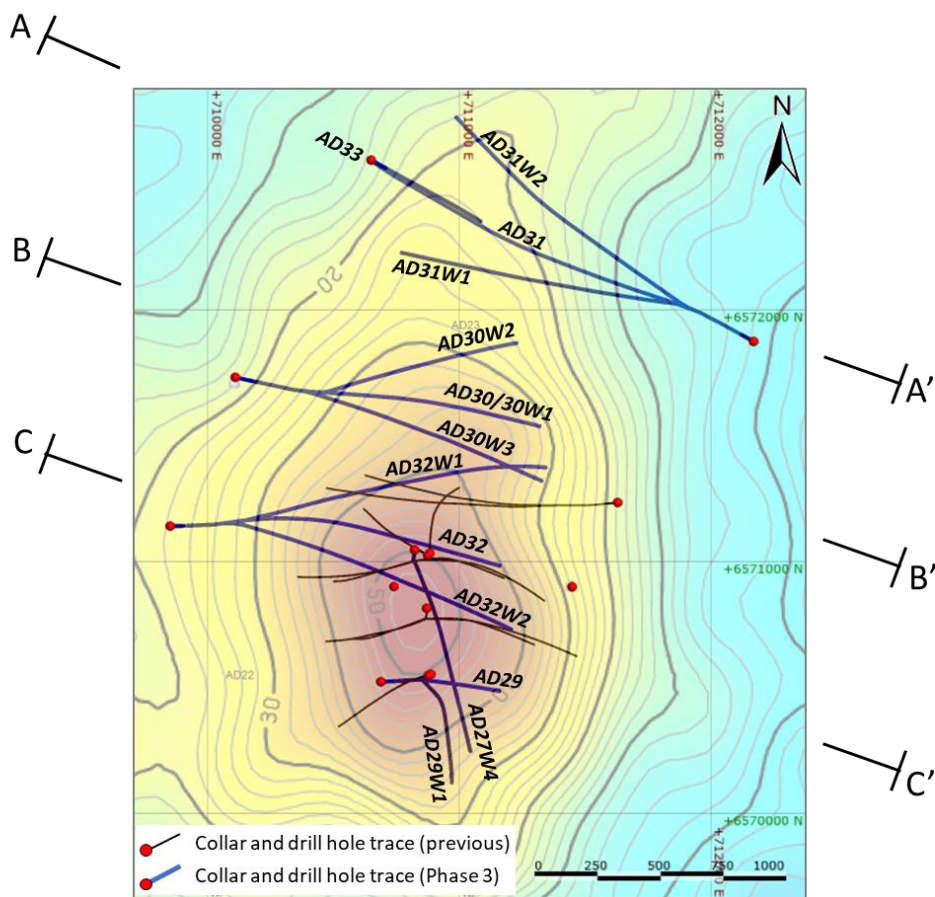 A
+710000 E
+711000 E
+712000 E
N
AD33
AD31W2
AD31
B
AD31W1
20
+6572000 N
AD23
AD30W2
A'
AD30/30W1
C
AD30W3
AD32W1
AD32
B'
50
AD32W2
AD22
AD29
30
AD29W1
AD27W4
C'
+6570000 N
+6571000 N
Collar and drill hole trace (previous)
Collar and drill hole trace (Phase 3)
0 250 500 750 1000